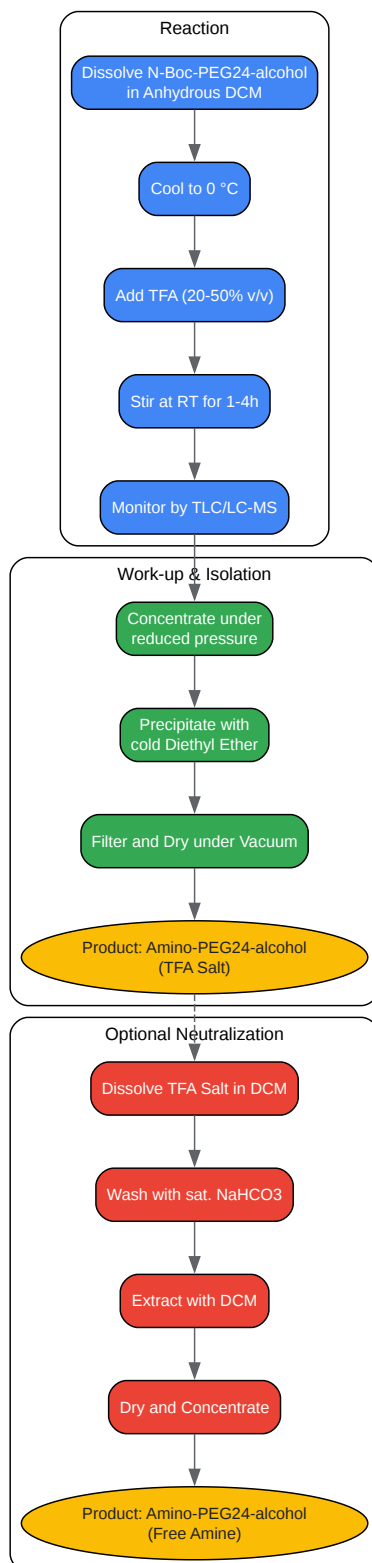 Reaction
Dissolve N-Boc-PEG24-alcohol
in Anhydrous DCM
Cool to 0 °C
Add TFA (20-50% v/v)
Stir at RT for 1-4h
Monitor by TLC/LC-MS
Work-up & Isolation
Concentrate under
reduced pressure
Precipitate with
cold Diethyl Ether
Filter and Dry under Vacuum
Product: Amino-PEG24-alcohol
(TFA Salt)
Optional Neutralization
Dissolve TFA Salt in DCM
Wash with sat. NaHCO3
Extract with DCM
Dry and Concentrate
Product: Amino-PEG24-alcohol
(Free Amine)